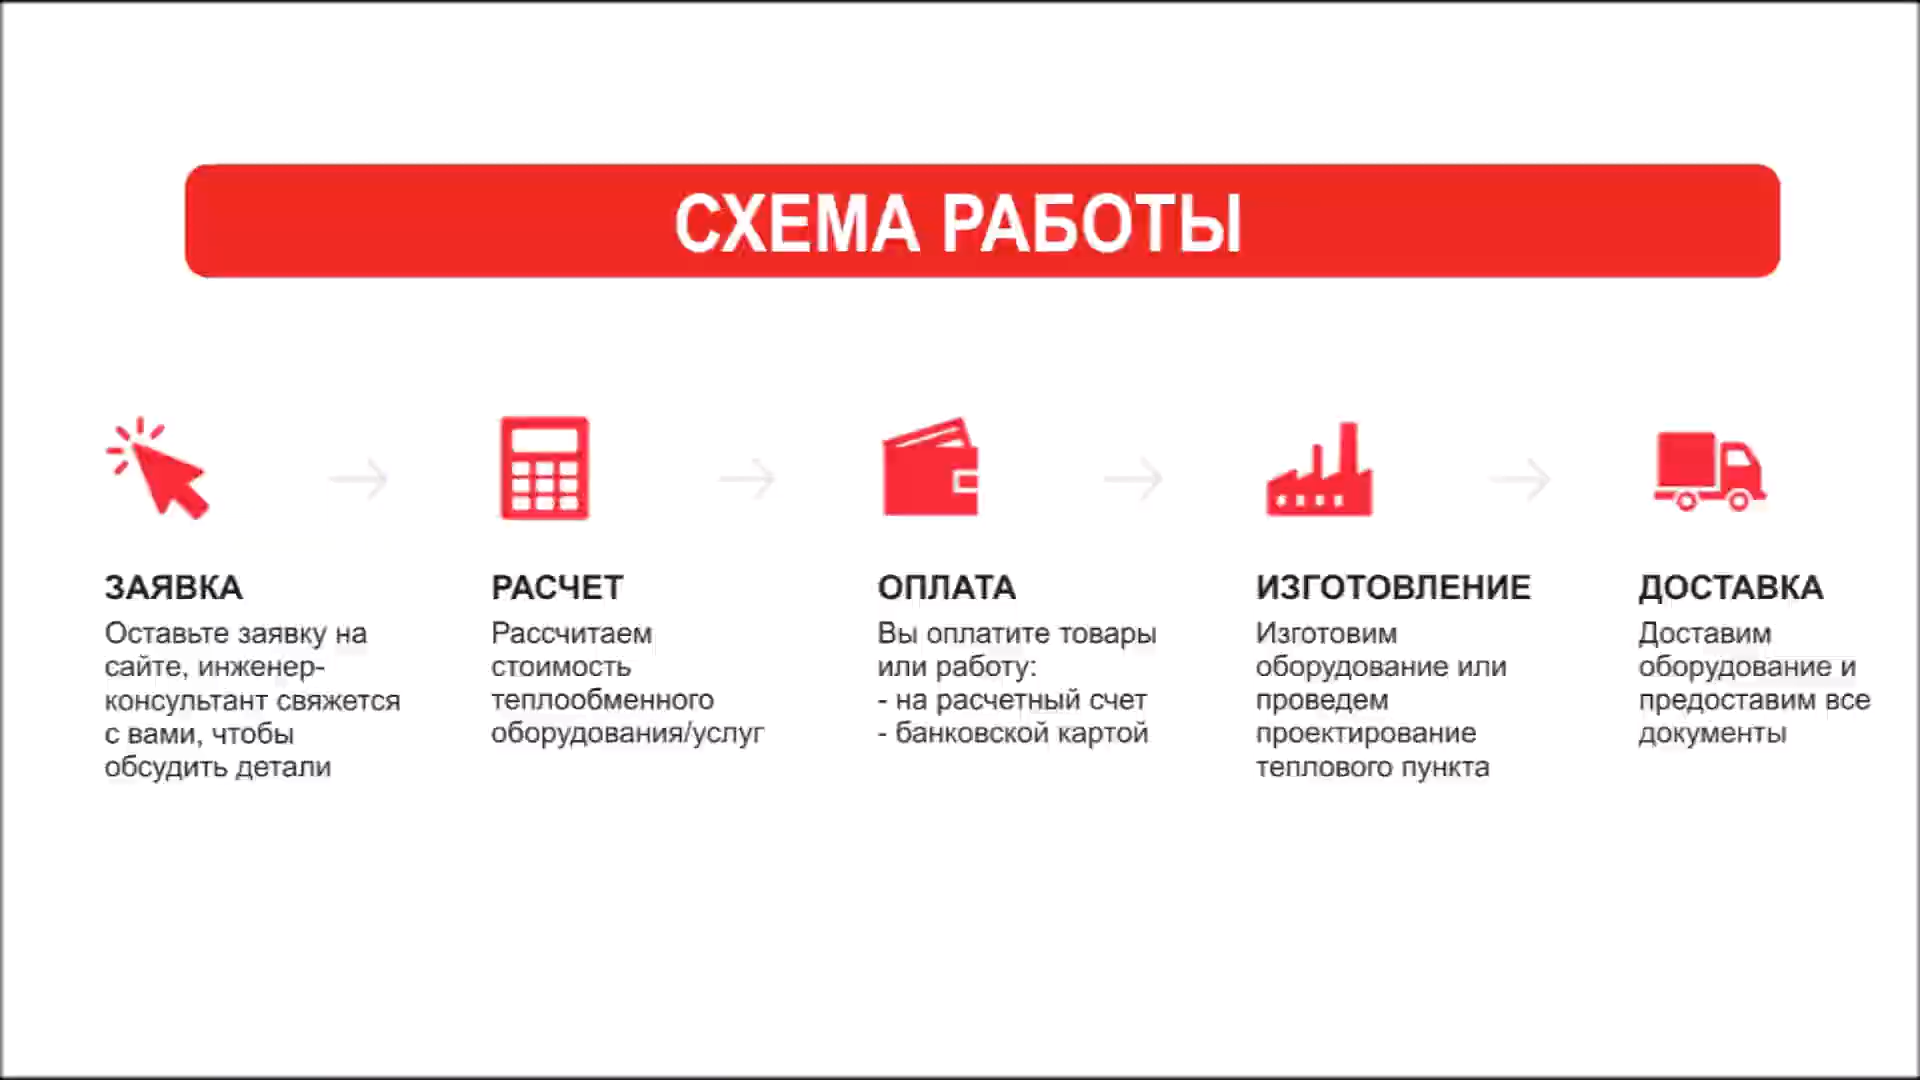 СХЕМА РАБОТЫ
ЗАЯВКА
Оставьте заявку на
сайте, инженер-
консультант свяжется
с вами, чтобы
обсудить детали
РАСЧЕТ
Рассчитаем
стоимость
теплообменного
оборудования/услуг
ОПЛАТА
Вы оплатите товары
или работу:
- на расчетный счет
- банковской картой
ИЗГОТОВЛЕНИЕ
Изготовим
оборудование или
проведем
проектирование
теплового пункта
ДОСТАВКА
Доставим
оборудование и
предоставим все
документы